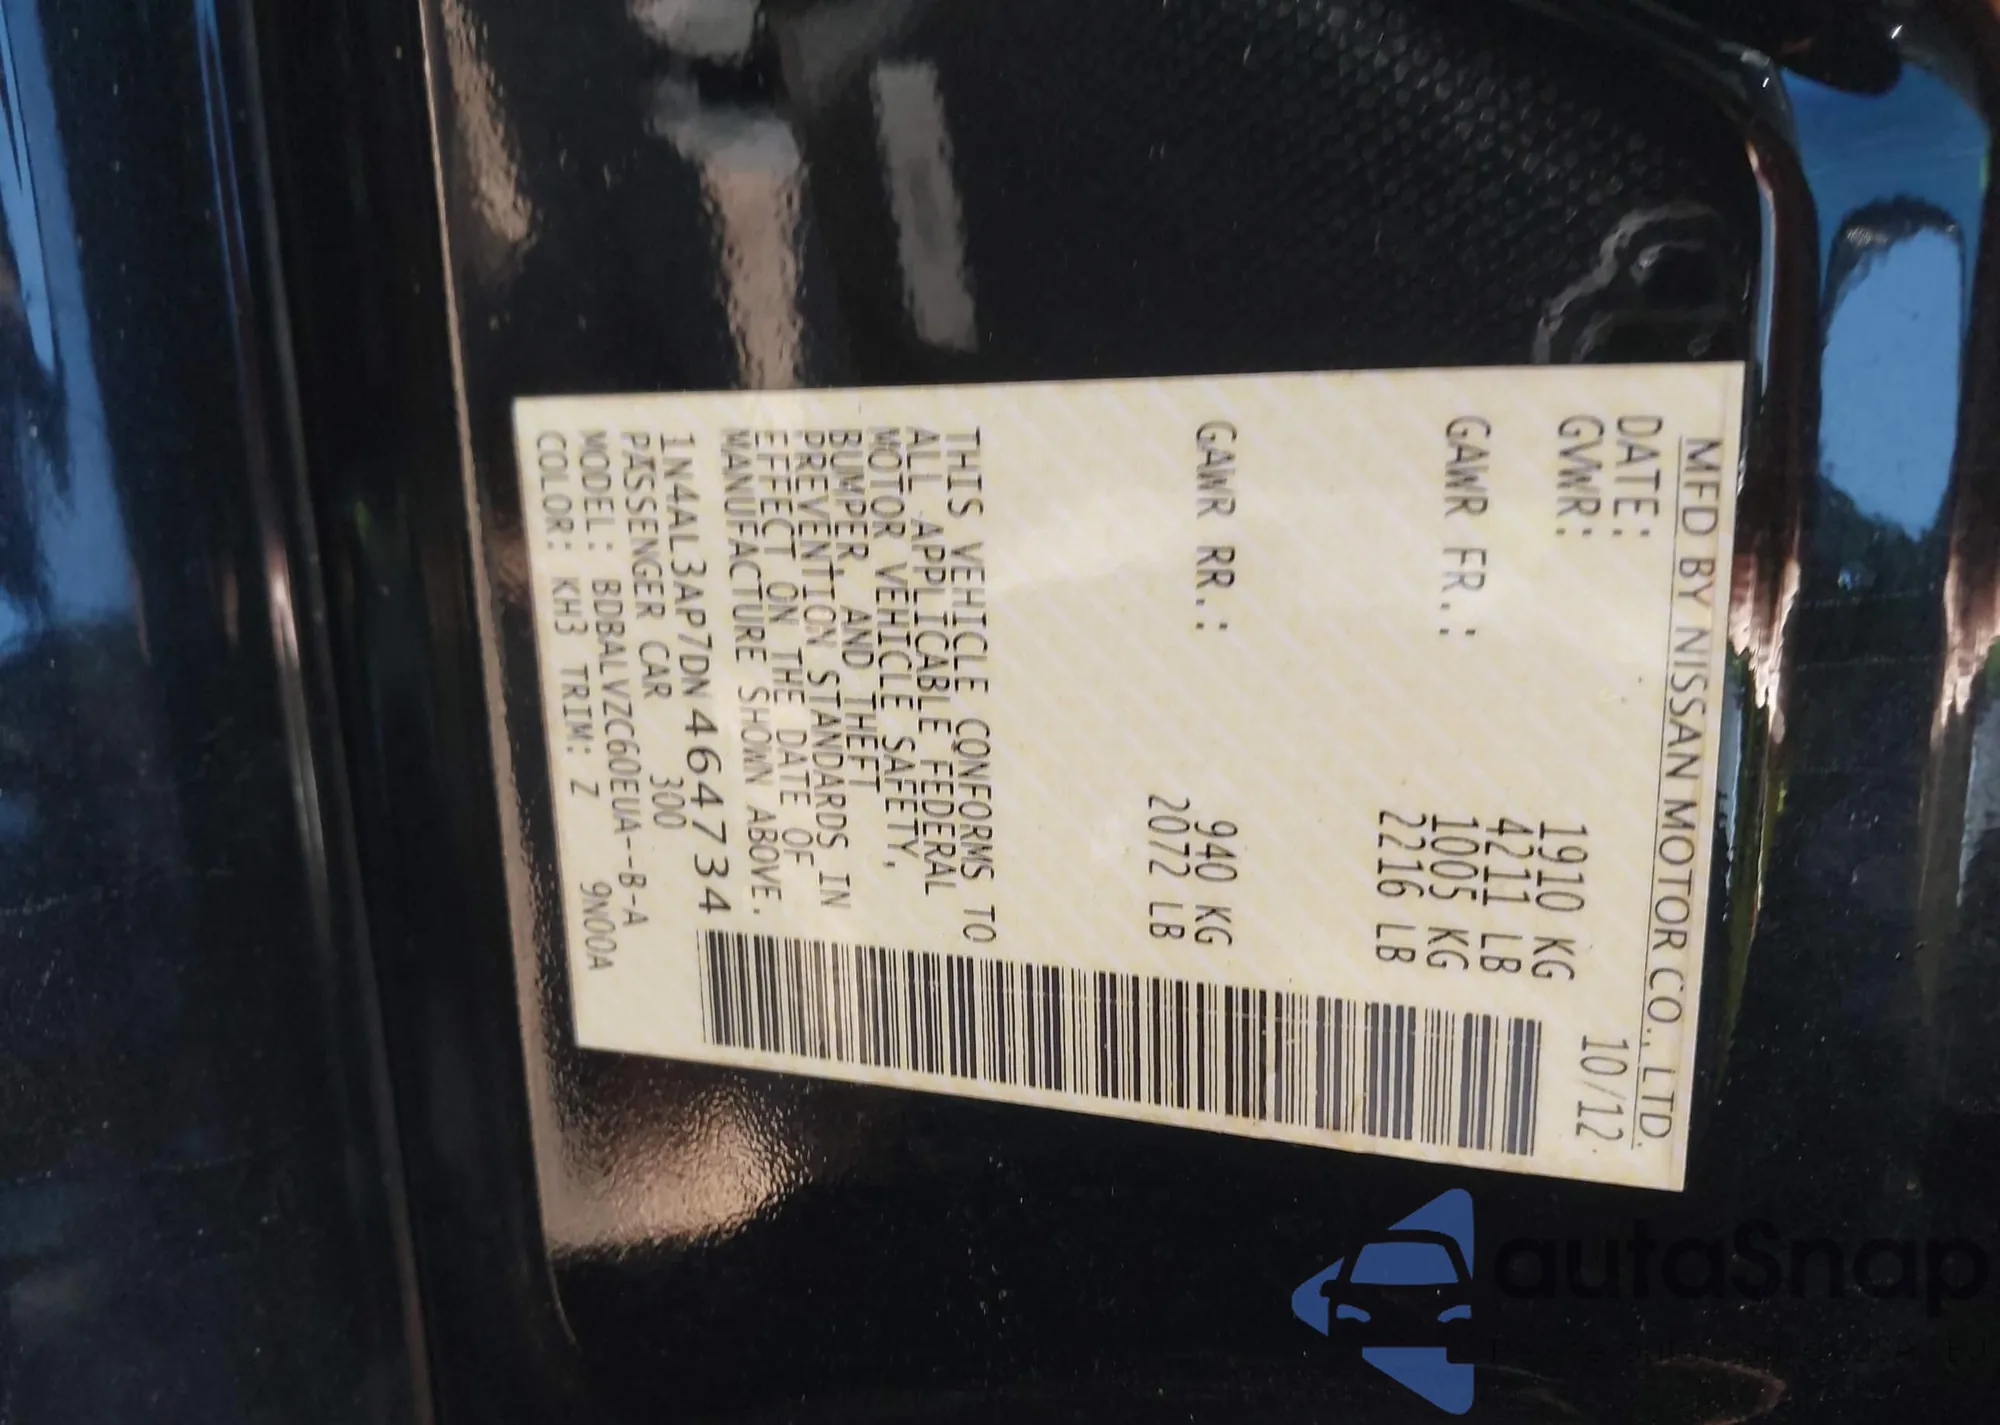 MFD BY NISSAN MOTOR CO., LTD.
DATE: 10/12
GVWR: 1910 KG
4211 LB
GAWR FR.: 1005 KG
2216 LB
GAWR RR.: 940 KG
2072 LB
THIS VEHICLE CONFORMS TO
ALL APPLICABLE FEDERAL
MOTOR VEHICLE SAFETY,
BUMPER, AND THEFT
PREVENTION STANDARDS IN
EFFECT ON THE DATE OF
MANUFACTURE SHOWN ABOVE.
1N4AL3AP7DN464734
PASSENGER CAR 300
MODEL: BDBALVZC60EUA--B-A
COLOR: KH3 TRIM: Z 9N00A
autaSnap